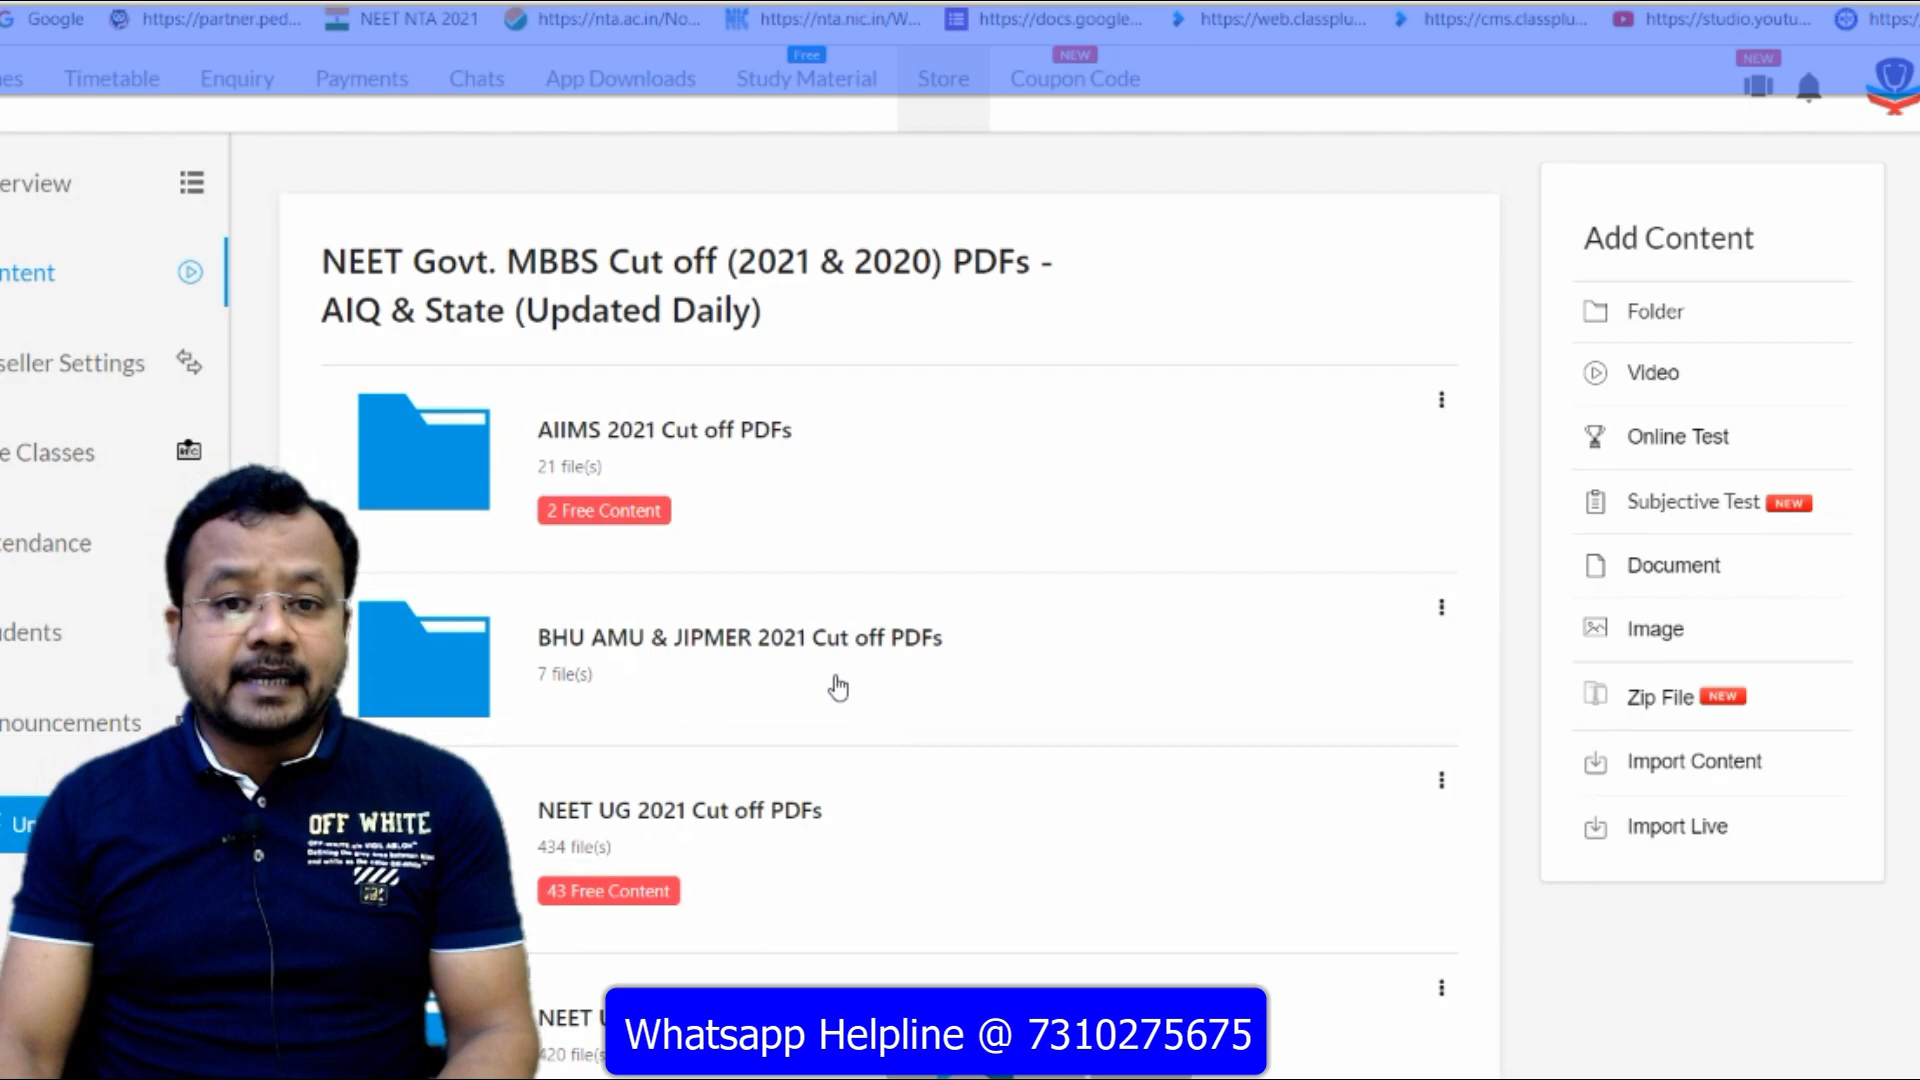 Google
https://partner.ped...
NEET NTA 2021
https://nta.ac.in/No...
https://nta.nic.in/W...
https://docs.google...
https://web.classplu...
https://cms.classplu...
https://studio.youtu...
https:/
es
Timetable
Enquiry
Payments
Chats
App Downloads
Free
Study Material
Store
NEW
Coupon Code
NEW
erview
ntent
seller Settings
e Classes
REC
tendance
dents
nouncements
Ur
NEET Govt. MBBS Cut off (2021 & 2020) PDFs -
AIQ & State (Updated Daily)
AIIMS 2021 Cut off PDFs
21 file(s)
2 Free Content
BHU AMU & JIPMER 2021 Cut off PDFs
7 file(s)
NEET UG 2021 Cut off PDFs
434 file(s)
43 Free Content
NEET U
420 file(s
Add Content
Folder
Video
Online Test
Subjective Test NEW
Document
Image
Zip File NEW
Import Content
Import Live
OFF WHITE
Whatsapp Helpline @ 7310275675